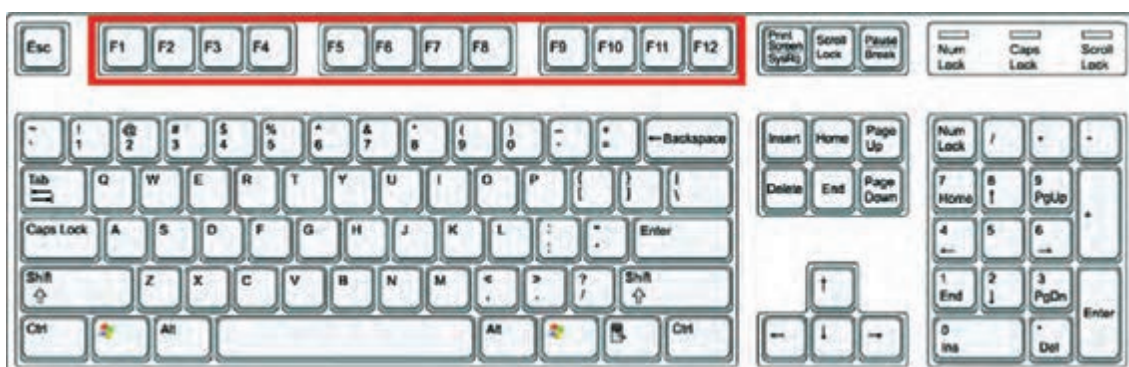 Esc F1 F2 F3 F4 F5 F6 F7 F8 F9 F10 F11 F12 Print Screen SysRq Scroll Lock Pause Break Num Lock Caps Lock Scroll Lock
~ ! @ # $ % ^ & * ( ) - + ←Backspace Insert Home Page Up Num Lock / * -
` 1 2 3 4 5 6 7 8 9 0 - =
Tab Q W E R T Y U I O P { } | Delete End Page Down 7 8 9 +
[ ] \ Home ↑ PgUp
Caps Lock A S D F G H J K L : " Enter 4 5 6
; ' ← →
Shift Z X C V B N M < > ? Shift ↑ 1 2 3 Enter
⇧ , . / ⇧ End ↓ PgDn
Ctrl Alt Alt Ctrl ← ↓ → 0 .
Ins Del